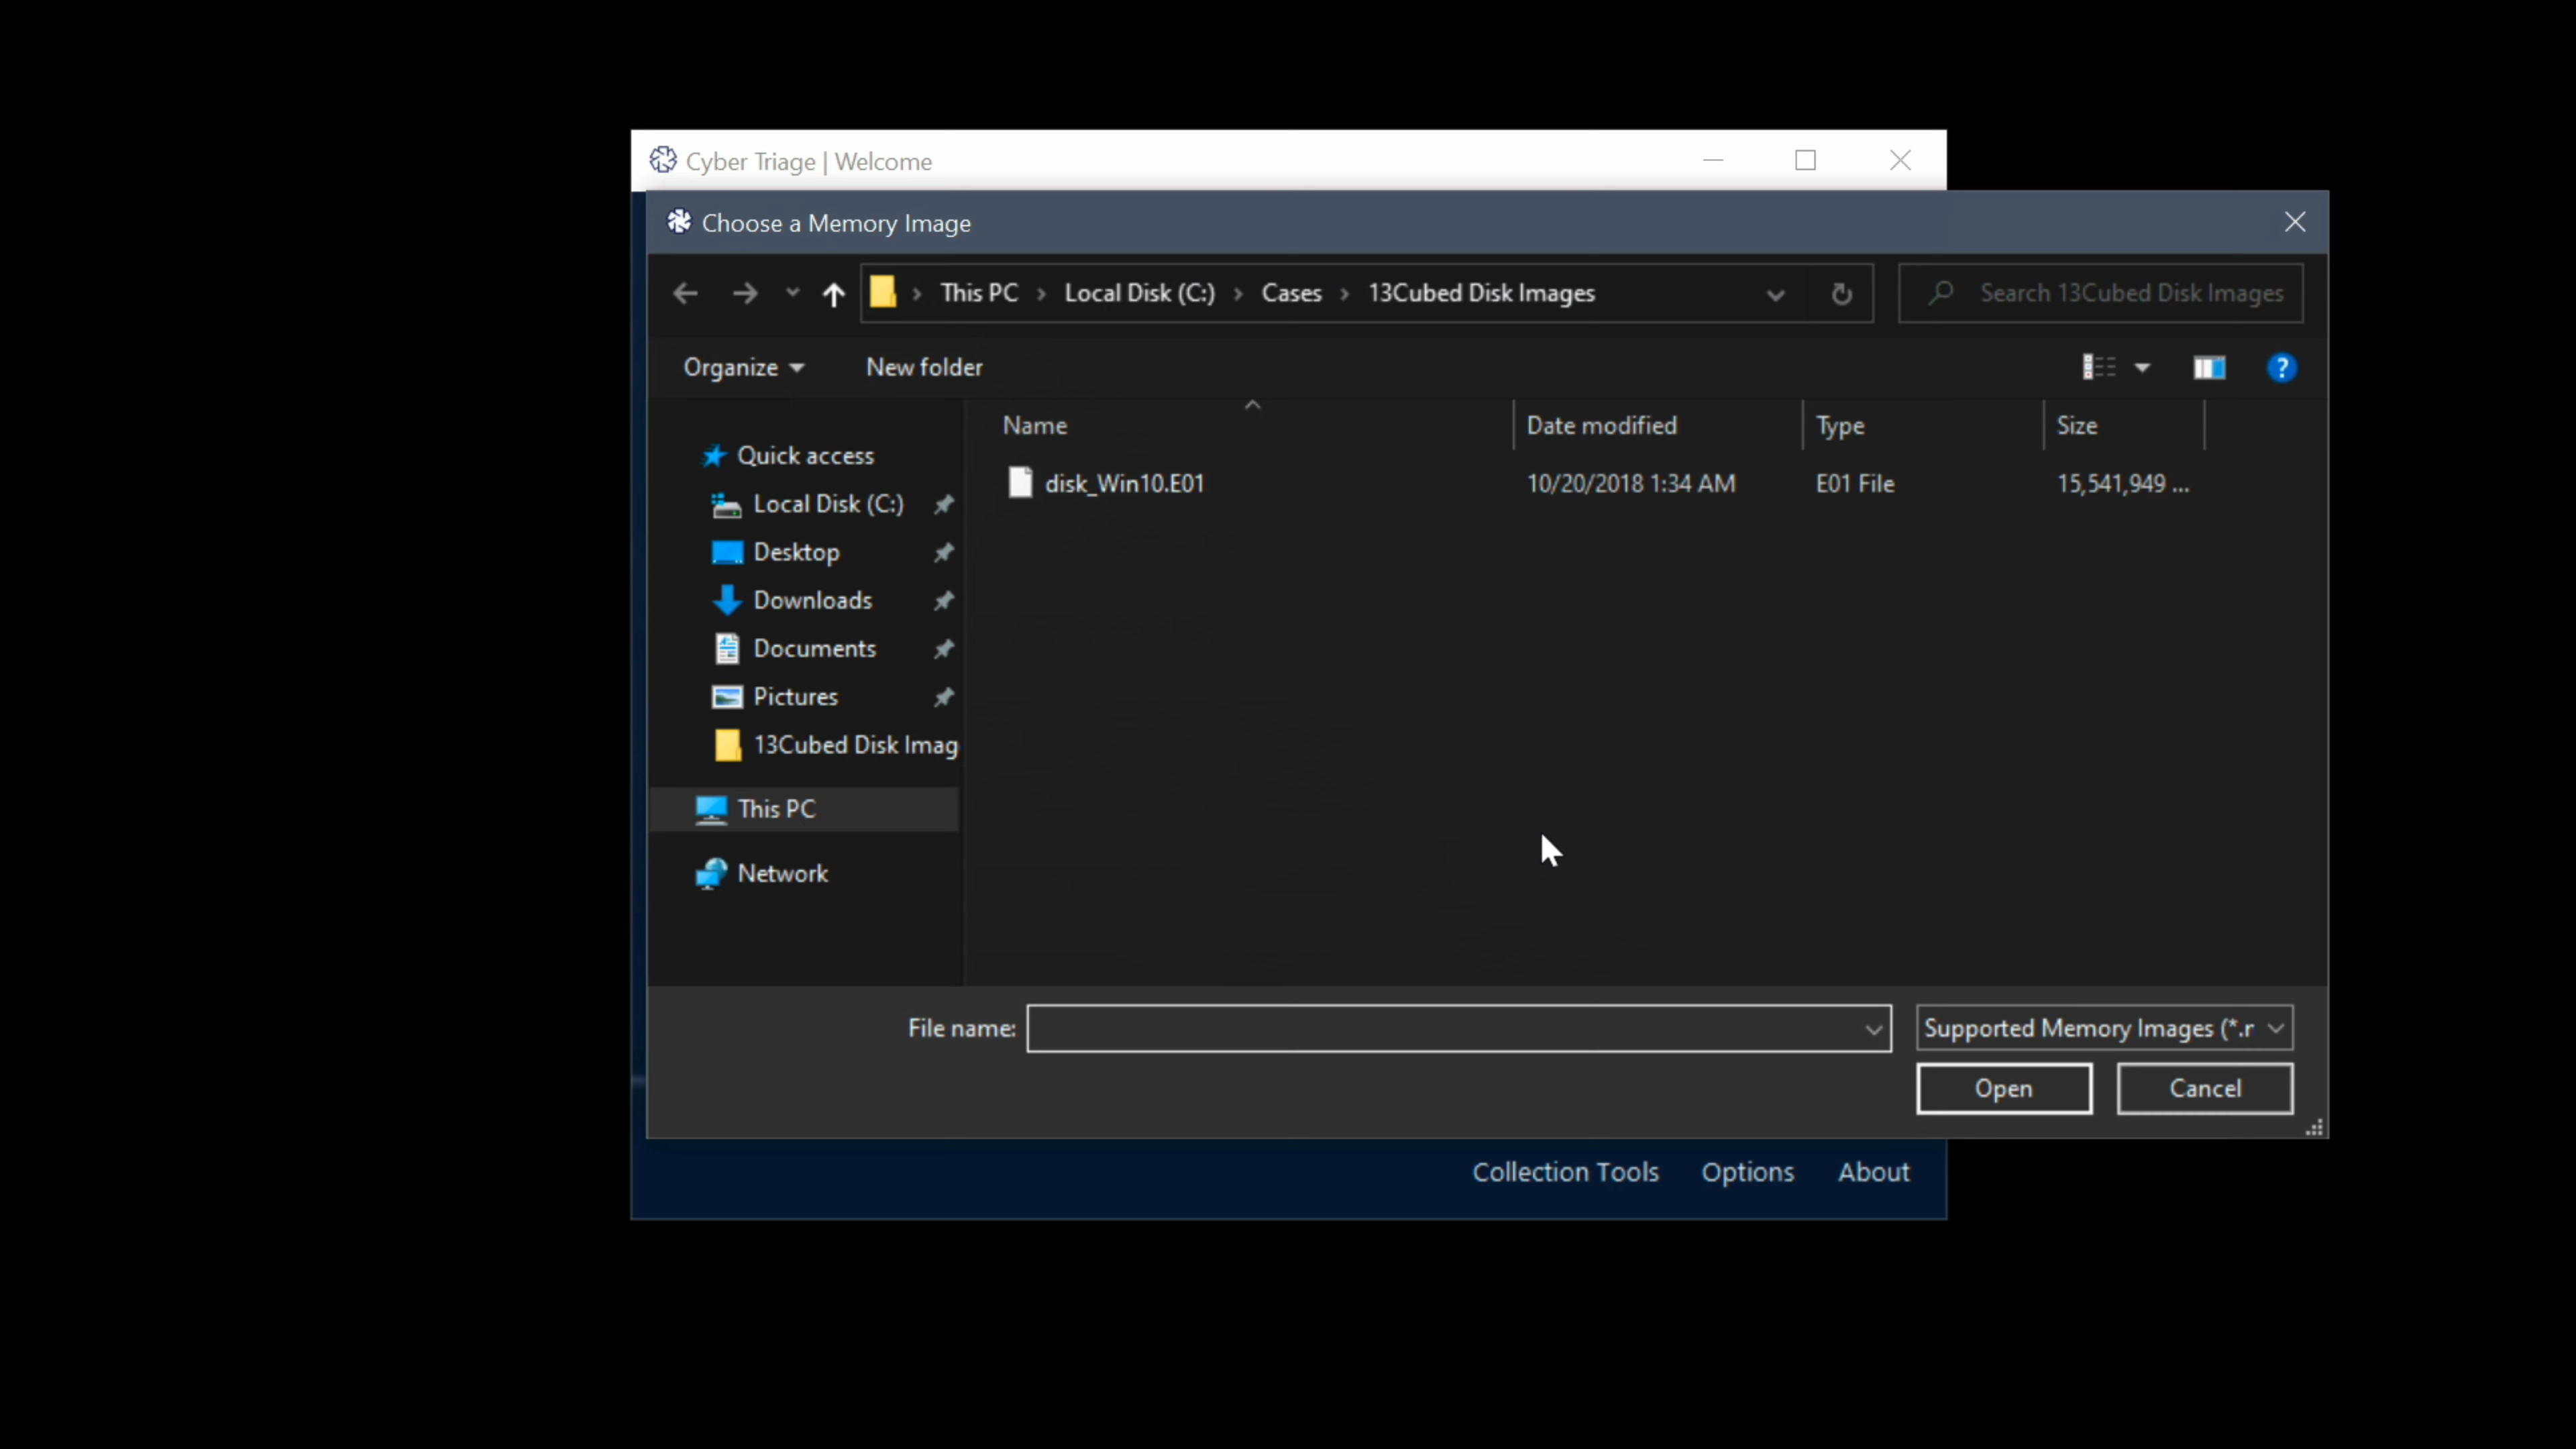 Cyber Triage | Welcome
Choose a Memory Image
This PC > Local Disk (C:) > Cases > 13Cubed Disk Images
Search 13Cubed Disk Images
Organize
New folder
?
Name
Date modified
Type
Size
disk_Win10.E01
10/20/2018 1:34 AM
E01 File
15,541,949 ...
Quick access
Local Disk (C:)
Desktop
Downloads
Documents
Pictures
13Cubed Disk Imag
This PC
Network
File name:
Supported Memory Images (*.r
Open
Cancel
Collection Tools
Options
About